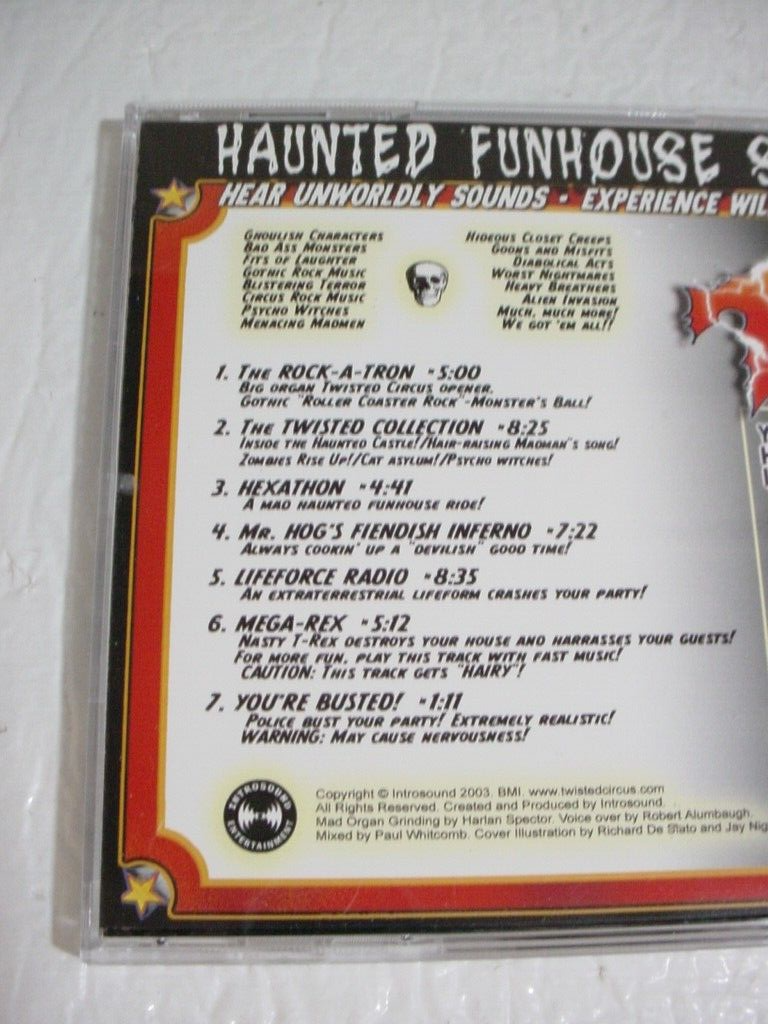 HAUNTED FUNHOUSE
HEAR UNWORLDLY SOUNDS • EXPERIENCE
GHOULISH CHARACTERS
BAD ASS MONSTERS
FITS OF LAUGHTER
GOTHIC ROCK MUSIC
BLISTERING TERROR
CIRCUS ROCK MUSIC
PSYCHO WITCHES
MENACING MADMEN
HIDEOUS CLOSET CREEPS
GOONS AND MISFITS
DIABOLICAL ACTS
WORST NIGHTMARES
HEAVY BREATHERS
ALIEN INVASION
MUCH, MUCH MORE!
WE GOT 'EM ALL!!
1. THE ROCK-A-TRON -5:00
BIG ORGAN TWISTED CIRCUS OPENER.
GOTHIC "ROLLER COASTER ROCK"-MONSTER'S BALL!
2. THE TWISTED COLLECTION -8:25
INSIDE THE HAUNTED CASTLE!/HAIR-RAISING MADMAN'S SONG!
ZOMBIES RISE UP!/CAT ASYLUM!/PSYCHO WITCHES!
3. HEXATHON -4:41
A MAD HAUNTED FUNHOUSE RIDE!
4. MR. HOG'S FIENDISH INFERNO -7:22
ALWAYS COOKIN' UP A "DEVILISH" GOOD TIME!
5. LIFEFORCE RADIO -8:35
AN EXTRATERRESTRIAL LIFEFORM CRASHES YOUR PARTY!
6. MEGA-REX -5:12
NASTY T-REX DESTROYS YOUR HOUSE AND HARRASSES YOUR GUESTS!
FOR MORE FUN, PLAY THIS TRACK WITH FAST MUSIC!
CAUTION: THIS TRACK GETS "HAIRY"!
7. YOU'RE BUSTED! -1:11
POLICE BUST YOUR PARTY! EXTREMELY REALISTIC!
WARNING: MAY CAUSE NERVOUSNESS!
INTROSOUND ENTERTAINMENT
Copyright © Introsound 2003. BMI. www.twistedcircus.com
All Rights Reserved. Created and Produced by Introsound.
Mad Organ Grinding by Harlan Spector. Voice over by Robert Alumbaugh.
Mixed by Paul Whitcomb. Cover Illustration by Richard De Slato and Jay